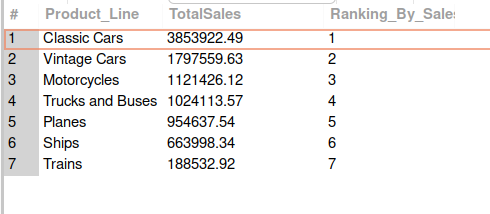 # Product_Line TotalSales Ranking_By_Sales
1 Classic Cars 3853922.49 1
2 Vintage Cars 1797559.63 2
3 Motorcycles 1121426.12 3
4 Trucks and Buses 1024113.57 4
5 Planes 954637.54 5
6 Ships 663998.34 6
7 Trains 188532.92 7